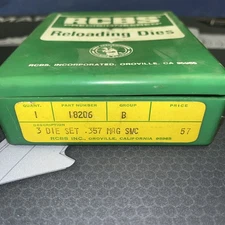 RCBS
Reloading Dies
RCBS, INCORPORATED, OROVILLE, CA
QUANT. PART NUMBER GROUP PRICE
1 18206 B
DESCRIPTION
3 DIE SET .357 MAG SWC 57
RCBS INC., OROVILLE, CALIFORNIA 95965